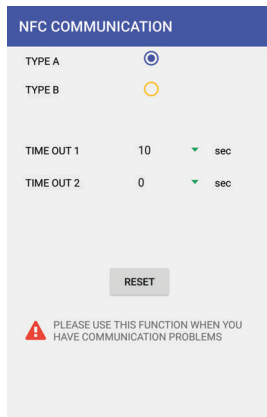 NFC COMMUNICATION
TYPE A
TYPE B
TIME OUT 1 10 sec
TIME OUT 2 0 sec
RESET
PLEASE USE THIS FUNCTION WHEN YOU
HAVE COMMUNICATION PROBLEMS